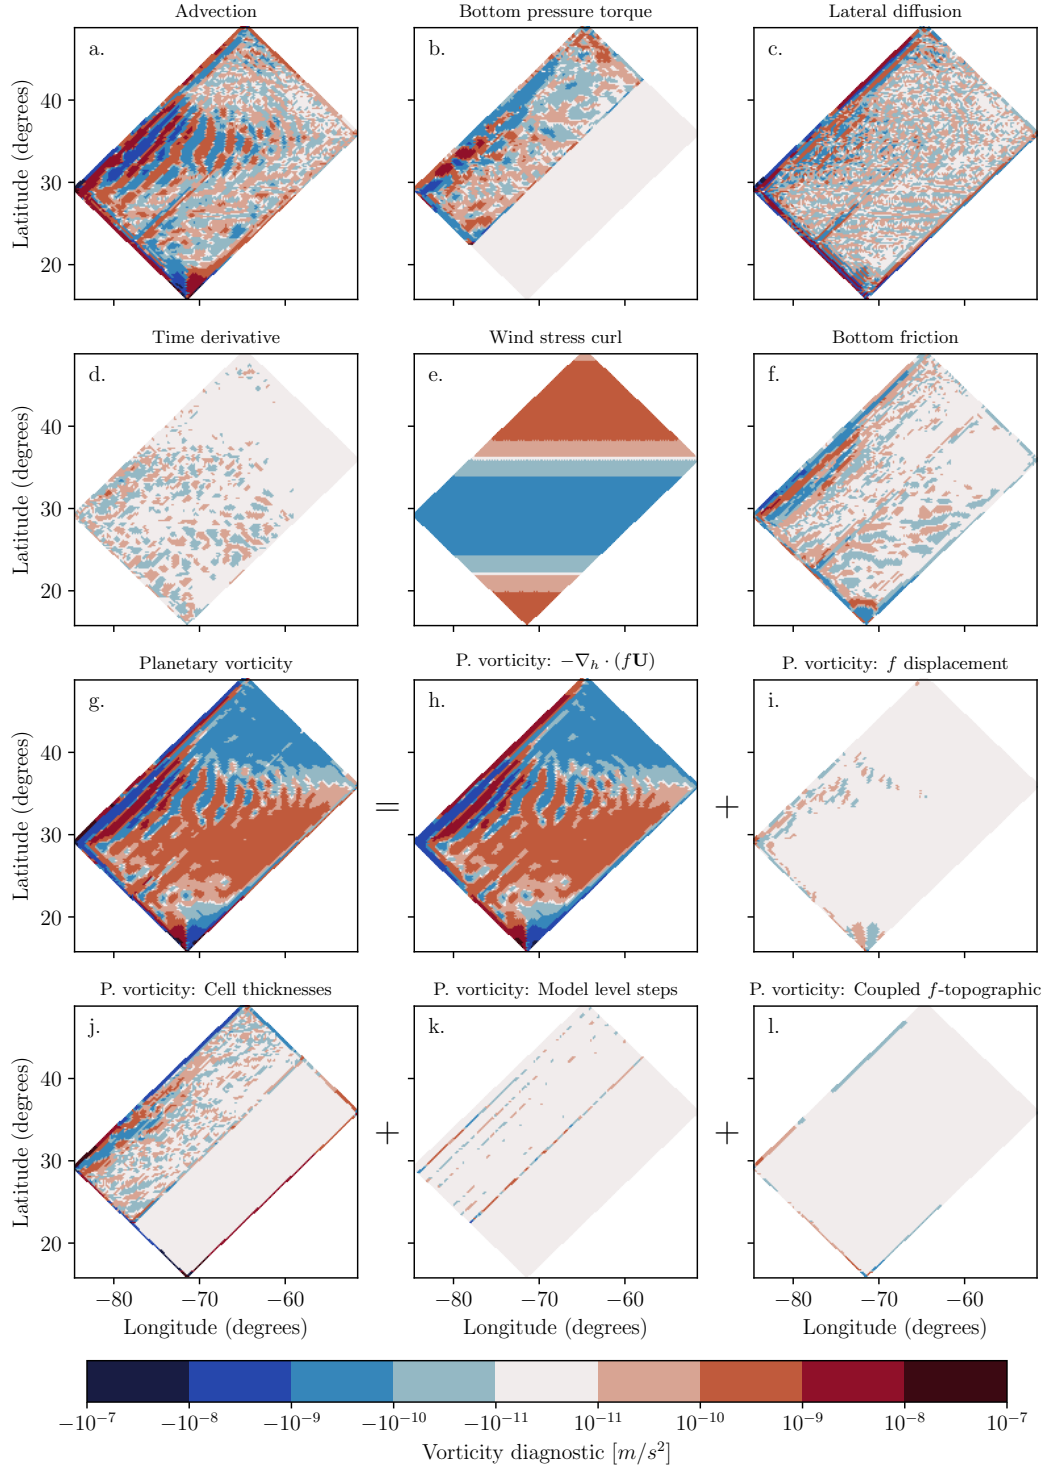 Advection
Bottom pressure torque
Lateral diffusion
a.
b.
c.
Latitude (degrees)
40
30
20
Time derivative
Wind stress curl
Bottom friction
d.
e.
f.
Latitude (degrees)
40
30
20
Planetary vorticity
P. vorticity: −∇h · (fU)
P. vorticity: f displacement
g.
h.
i.
Latitude (degrees)
40
30
20
=
+
P. vorticity: Cell thicknesses
P. vorticity: Model level steps
P. vorticity: Coupled f-topographic
j.
k.
l.
Latitude (degrees)
40
30
20
+
+
−80 −70 −60
−80 −70 −60
−80 −70 −60
Longitude (degrees)
Longitude (degrees)
Longitude (degrees)
−10⁻⁷ −10⁻⁸ −10⁻⁹ −10⁻¹⁰ −10⁻¹¹ 10⁻¹¹ 10⁻¹⁰ 10⁻⁹ 10⁻⁸ 10⁻⁷
Vorticity diagnostic [m/s²]